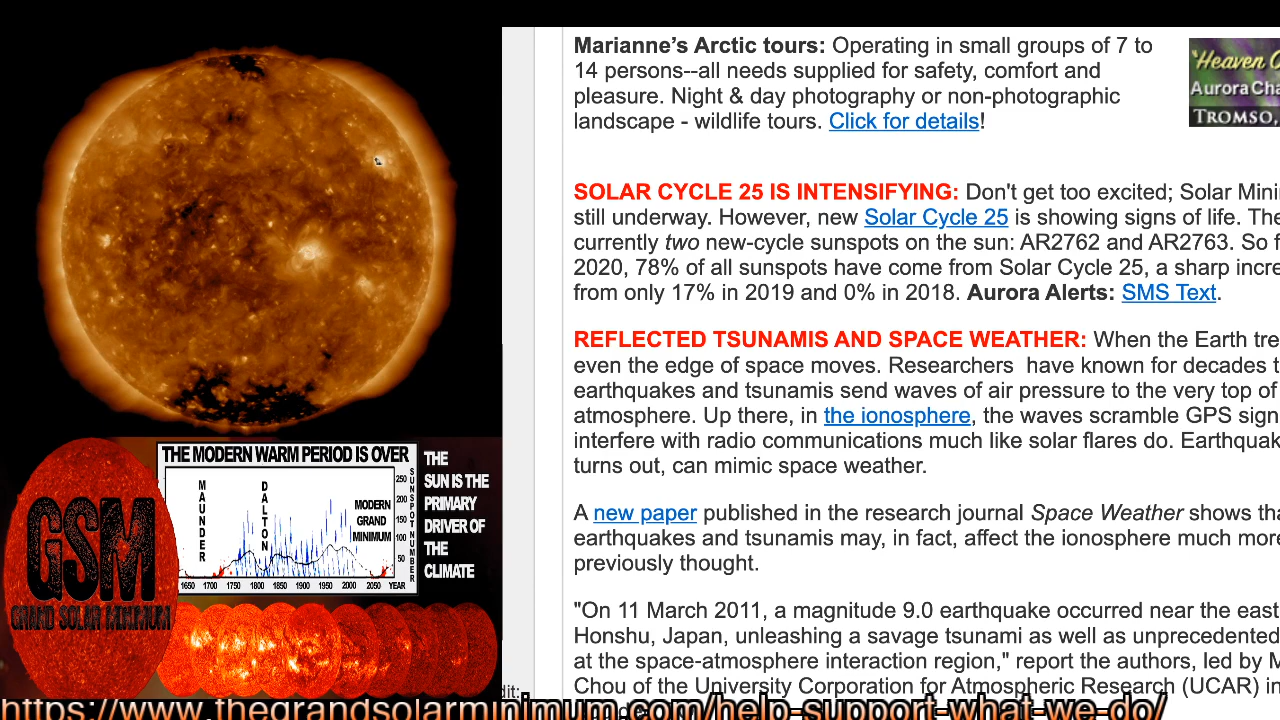 Marianne's Arctic tours: Operating in small groups of 7 to
14 persons--all needs supplied for safety, comfort and
pleasure. Night & day photography or non-photographic
landscape - wildlife tours. Click for details!
"Heaven
Aurora
TROMSO,
SOLAR CYCLE 25 IS INTENSIFYING: Don't get too excited; Solar
still underway. However, new Solar Cycle 25 is showing signs of life.
currently two new-cycle sunspots on the sun: AR2762 and AR2763. So
2020, 78% of all sunspots have come from Solar Cycle 25, a sharp
from only 17% in 2019 and 0% in 2018. Aurora Alerts: SMS Text.
REFLECTED TSUNAMIS AND SPACE WEATHER: When the Earth
even the edge of space moves. Researchers have known for decades
earthquakes and tsunamis send waves of air pressure to the very top of
atmosphere. Up there, in the ionosphere, the waves scramble GPS
interfere with radio communications much like solar flares do.
turns out, can mimic space weather.
A new paper published in the research journal Space Weather shows
earthquakes and tsunamis may, in fact, affect the ionosphere much
previously thought.
"On 11 March 2011, a magnitude 9.0 earthquake occurred near the east
Honshu, Japan, unleashing a savage tsunami as well as unprecedented
at the space-atmosphere interaction region," report the authors, led by
Chou of the University Corporation for Atmospheric Research (UCAR) in
THE MODERN WARM PERIOD IS OVER
MAUNDER
DALTON
MODERN
GRAND
MINIMUM
250
200
150
100
50
SUNSPOT NUMBER
1650 1700 1750 1800 1850 1900 1950 2000 2050 YEAR
THE
SUN IS THE
PRIMARY
DRIVER OF
THE
CLIMATE
GSM
GRAND SOLAR MINIMUM
https://www.thegrandsolarminimum.com/help-support-what-we-do/